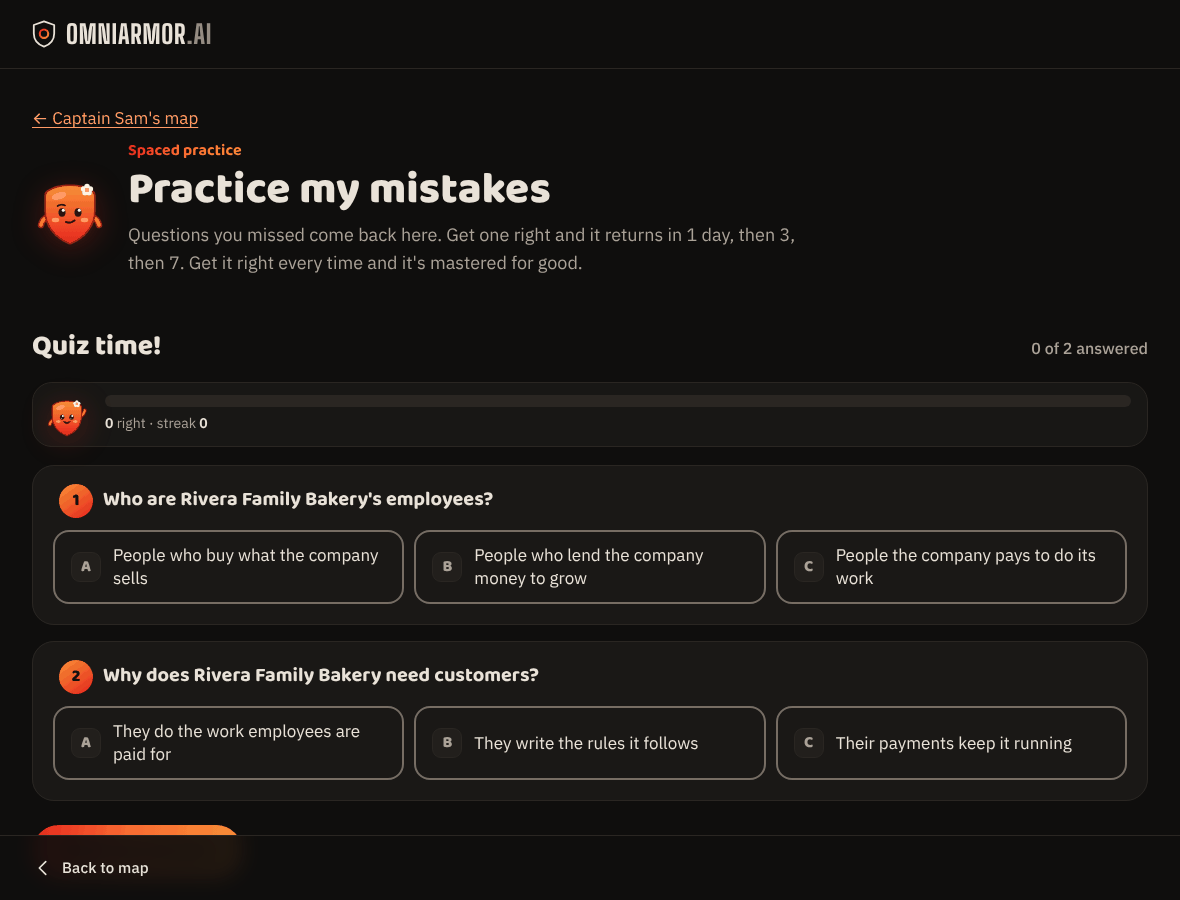 OMNIARMOR.AI
← Captain Sam's map
Spaced practice
Practice my mistakes
Questions you missed come back here. Get one right and it returns in 1 day, then 3,
then 7. Get it right every time and it's mastered for good.
Quiz time!
0 of 2 answered
0 right · streak 0
1 Who are Rivera Family Bakery's employees?
A People who buy what the company
sells
B People who lend the company
money to grow
C People the company pays to do its
work
2 Why does Rivera Family Bakery need customers?
A They do the work employees are
paid for
B They write the rules it follows
C Their payments keep it running
Back to map